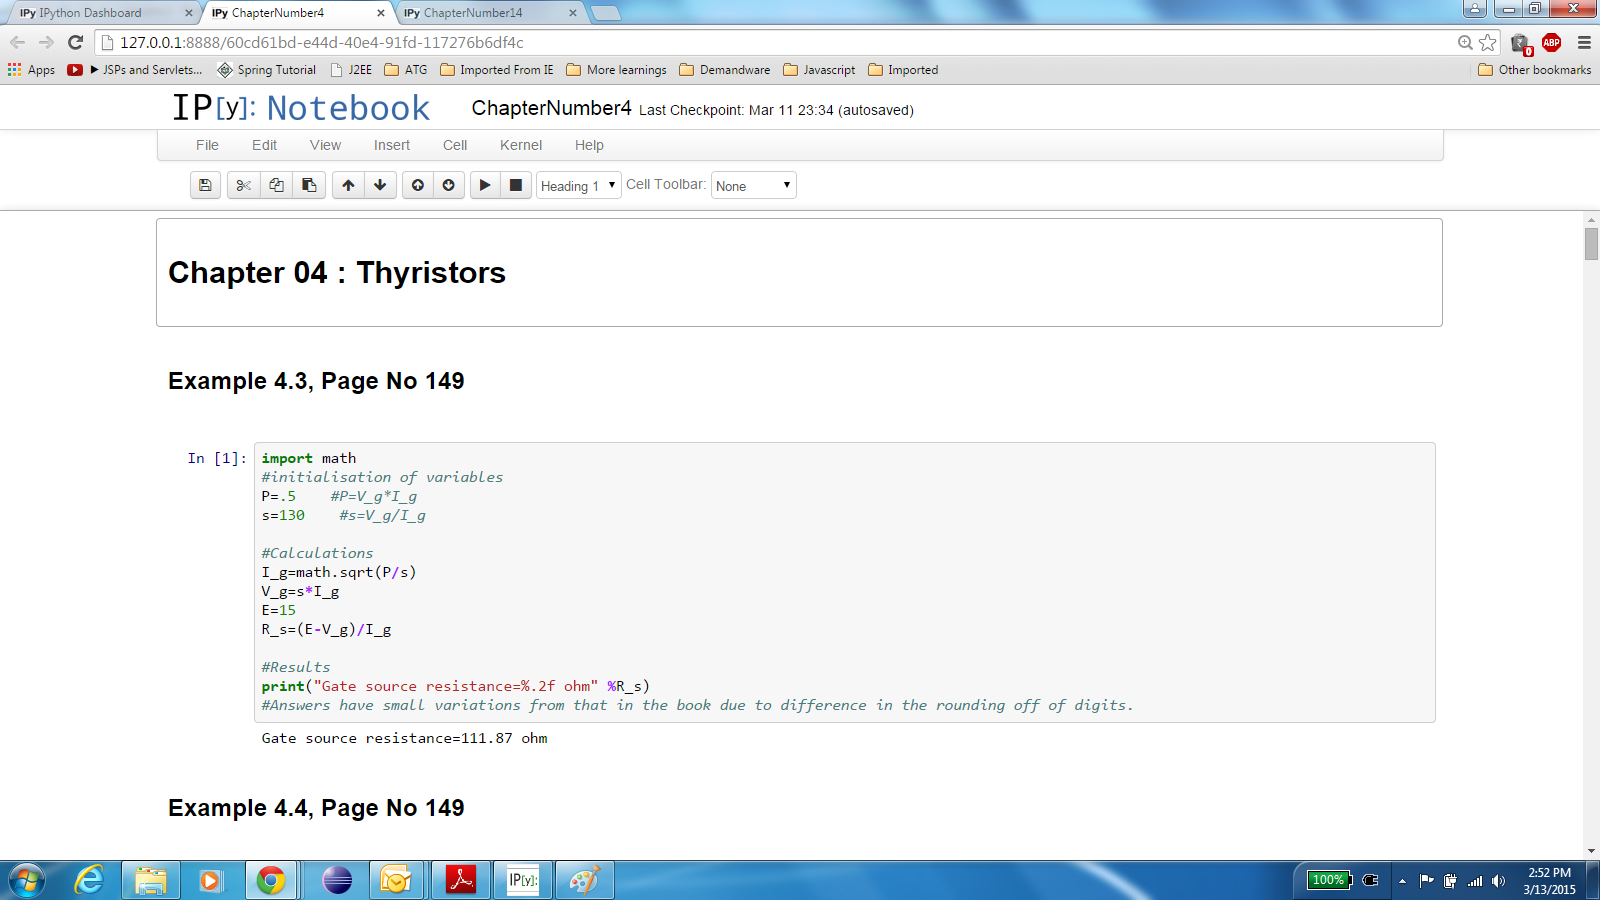 IPy IPython Dashboard
IPy ChapterNumber4
IPy ChapterNumber14
127.0.0.1:8888/60cd61bd-e44d-40e4-91fd-117276b6df4c
0
ABP
Apps
►JSPs and Servlets...
Spring Tutorial
J2EE
ATG
Imported From IE
More learnings
Demandware
Javascript
Imported
Other bookmarks
IP[y]: Notebook
ChapterNumber4 Last Checkpoint: Mar 11 23:34 (autosaved)
File Edit View Insert Cell Kernel Help
Heading 1 Cell Toolbar: None
Chapter 04 : Thyristors
Example 4.3, Page No 149
In [1]:
import math
#initialisation of variables
P=.5    #P=V_g*I_g
s=130    #s=V_g/I_g
#Calculations
I_g=math.sqrt(P/s)
V_g=s*I_g
E=15
R_s=(E-V_g)/I_g
#Results
print("Gate source resistance=%.2f ohm" %R_s)
#Answers have small variations from that in the book due to difference in the rounding off of digits.
Gate source resistance=111.87 ohm
Example 4.4, Page No 149
IP[y]:
100%
2:52 PM
3/13/2015